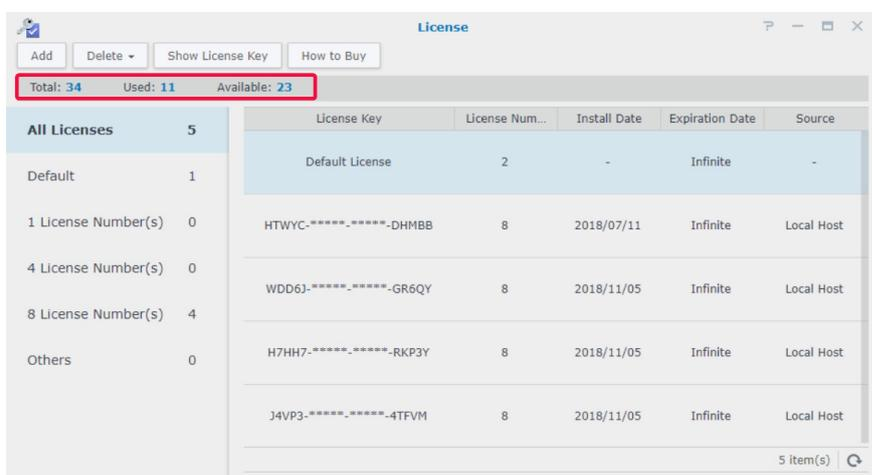 License
Add Delete Show License Key How to Buy
Total: 34 Used: 11 Available: 23
All Licenses 5
Default 1
1 License Number(s) 0
4 License Number(s) 0
8 License Number(s) 4
Others 0
License Key License Num... Install Date Expiration Date Source
Default License 2 - Infinite -
HTWYC-*****-*****-DHMBB 8 2018/07/11 Infinite Local Host
WDD6J-*****-*****-GR6QY 8 2018/11/05 Infinite Local Host
H7HH7-*****-*****-RKP3Y 8 2018/11/05 Infinite Local Host
J4VP3-*****-*****-4TFVM 8 2018/11/05 Infinite Local Host
5 item(s)